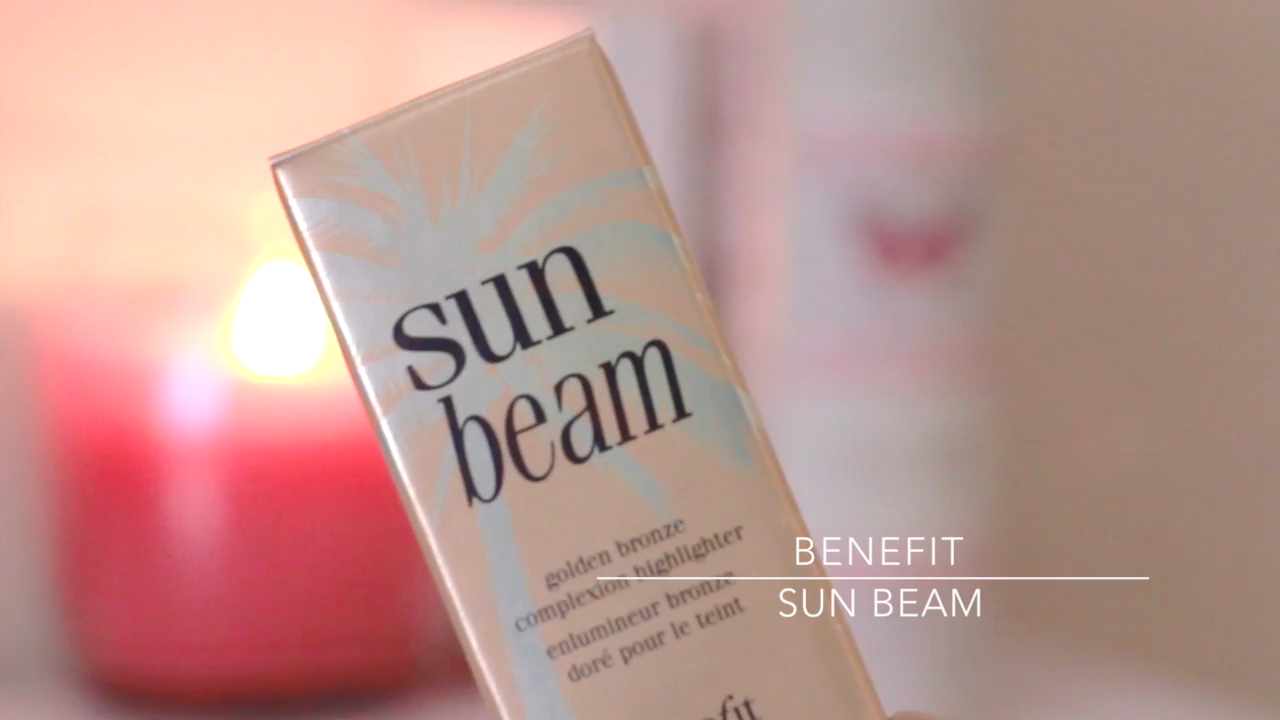 sun
beam
golden bronze
complexion highlighter
enlumineur bronze
doré pour le teint
BENEFIT
SUN BEAM